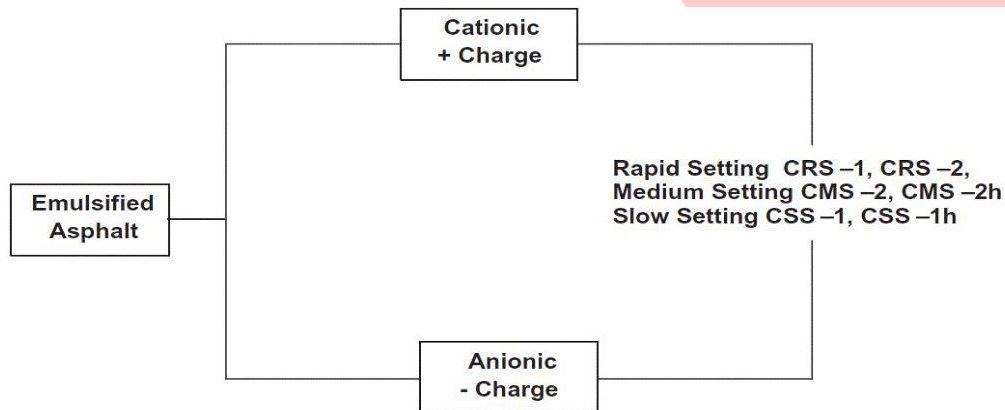 Cationic
+ Charge
Emulsified
Asphalt
Rapid Setting CRS –1, CRS –2,
Medium Setting CMS –2, CMS –2h
Slow Setting CSS –1, CSS –1h
Anionic
- Charge